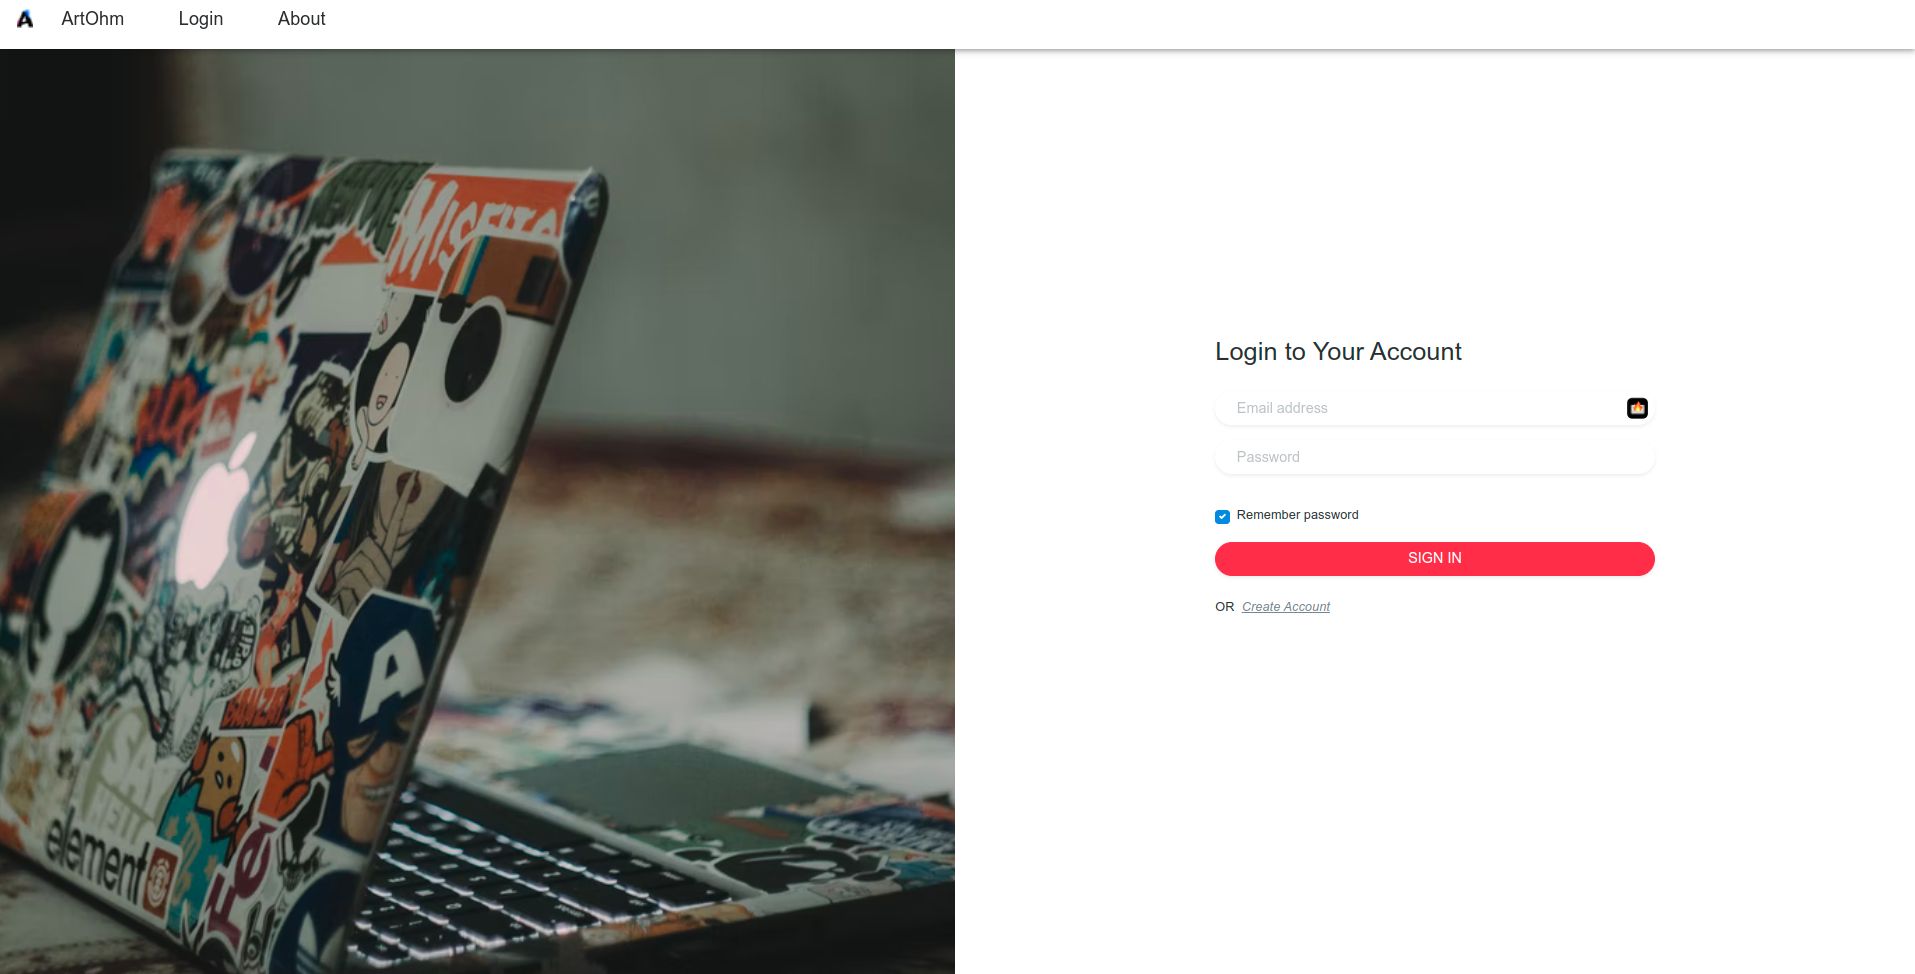 ArtOhm Login About
MISFITS
Login to Your Account
Email address
Password
Remember password
SIGN IN
OR Create Account
A
element